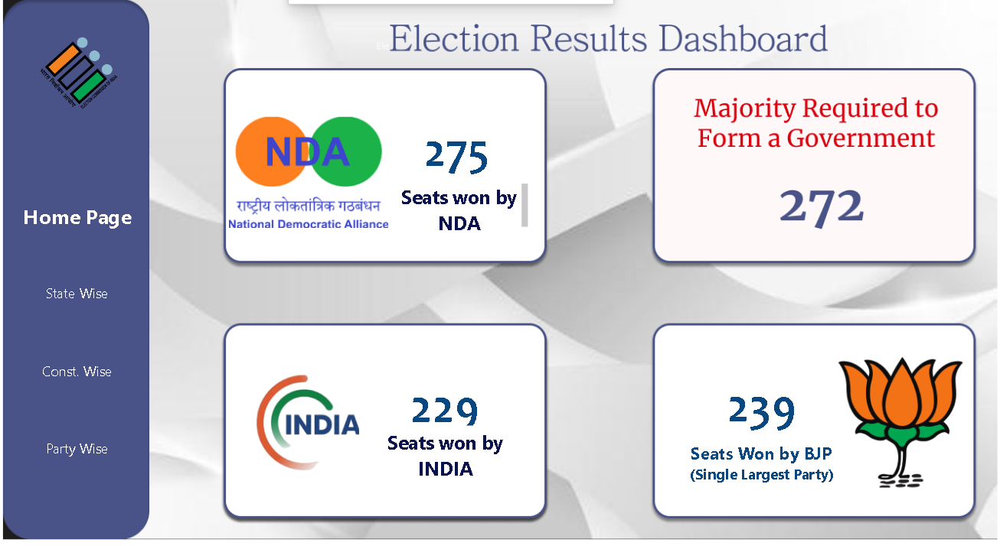 Election Results Dashboard
Home Page
State Wise
Const. Wise
Party Wise
NDA
राष्ट्रीय लोकतांत्रिक गठबंधन
National Democratic Alliance
275
Seats won by
NDA
Majority Required to
Form a Government
272
INDIA
229
Seats won by
INDIA
239
Seats Won by BJP
(Single Largest Party)